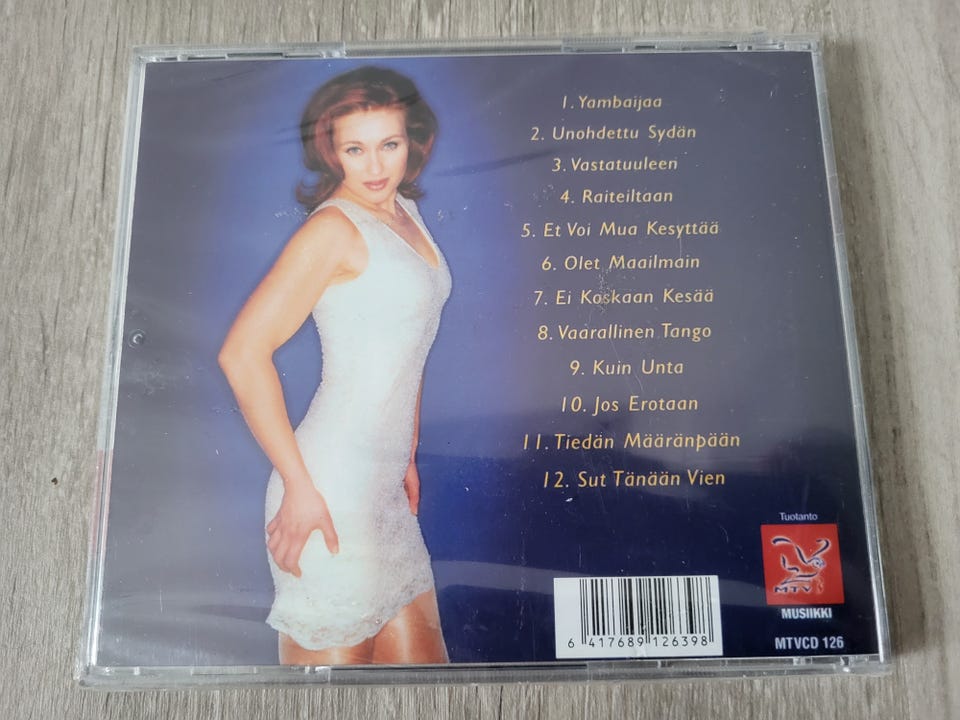 1. Yambaijaa
2. Unohdettu Sydän
3. Vastatuuleen
4. Raiteiltaan
5. Et Voi Mua Kesyttää
6. Olet Maailmain
7. Ei Koskaan Kesää
8. Vaarallinen Tango
9. Kuin Unta
10. Jos Erotaan
11. Tiedän Määränpään
12. Sut Tänään Vien
Tuotanto
MTV3
MUSIIKKI
6 417689 126398
MTVCD 126